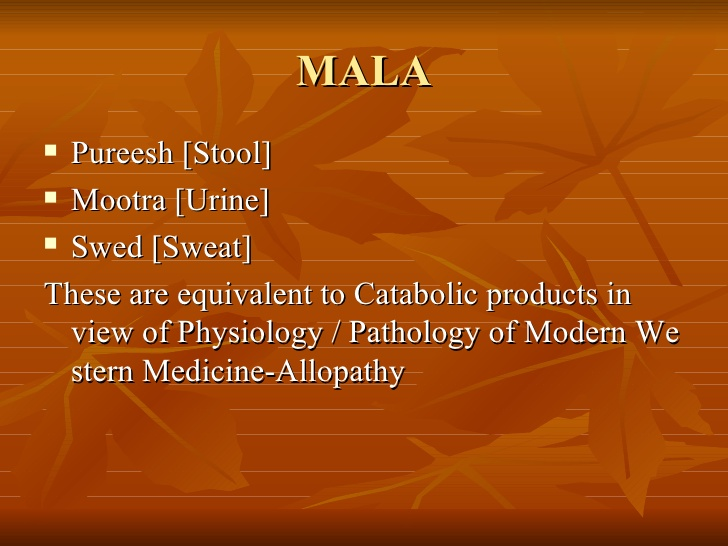 MALA
Pureesh [Stool]
Mootra [Urine]
Swed [Sweat]
These are equivalent to Catabolic products in
view of Physiology / Pathology of Modern We
stern Medicine-Allopathy